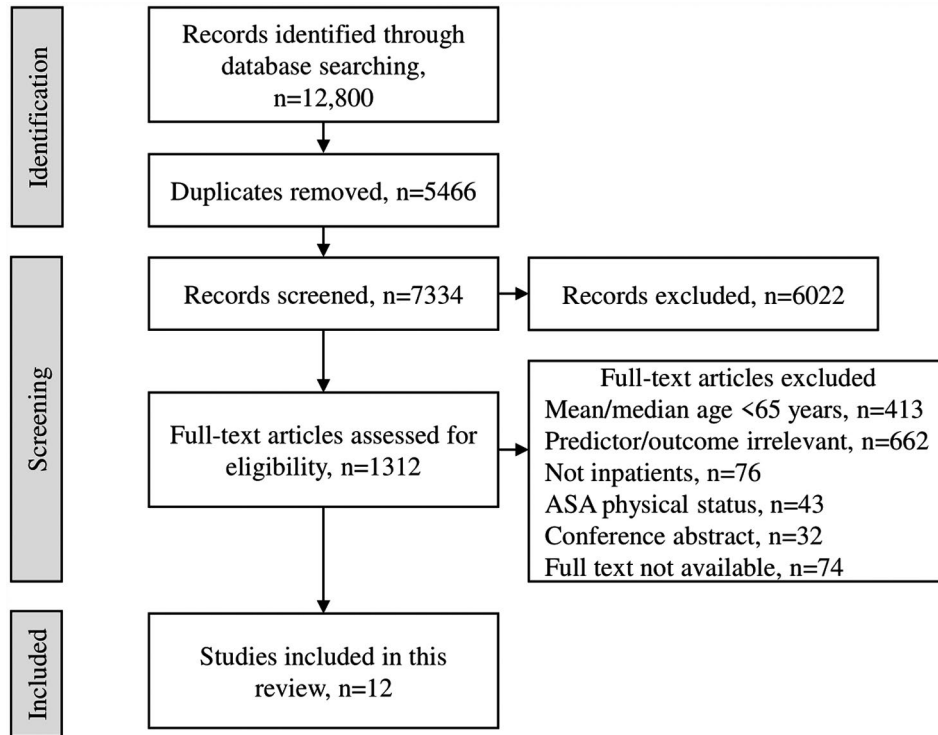 Identification
Records identified through
database searching,
n=12,800
Duplicates removed, n=5466
Screening
Records screened, n=7334
Records excluded, n=6022
Full-text articles assessed for
eligibility, n=1312
Full-text articles excluded
Mean/median age <65 years, n=413
Predictor/outcome irrelevant, n=662
Not inpatients, n=76
ASA physical status, n=43
Conference abstract, n=32
Full text not available, n=74
Included
Studies included in this
review, n=12